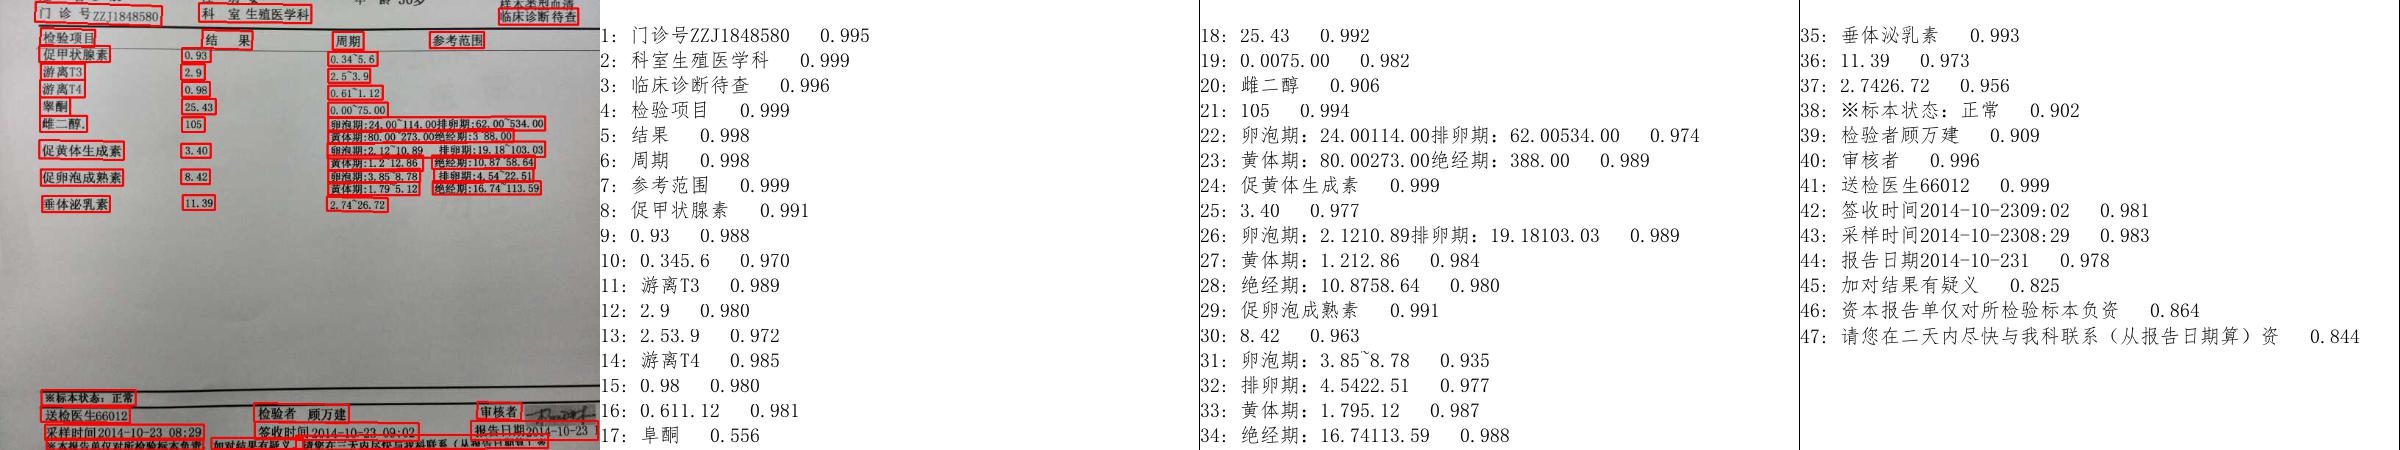 年 龄 30岁
样本类型血清
门 诊 号ZZJ1848580 科 室 生殖医学科 临床诊断待查
检验项目 结 果 周期 参考范围
促甲状腺素 0.93 0.34~5.6
游离T3 2.9 2.5~3.9
游离T4 0.98 0.61~1.12
睾酮 25.43 0.00~75.00
雌二醇. 105 卵泡期:24.00~114.00排卵期:62.00~534.00
黄体期:80.00~273.00绝经期:3~88.00
促黄体生成素 3.40 卵泡期:2.12~10.89 排卵期:19.18~103.03
黄体期:1.2~12.86 绝经期:10.87~58.64
促卵泡成熟素 8.42 卵泡期:3.85~8.78 排卵期:4.54~22.51
黄体期:1.79~5.12 绝经期:16.74~113.59
垂体泌乳素 11.39 2.74~26.72
※标本状态: 正常
送检医生66012 检验者 顾万建 审核者
采样时间2014-10-23 08:29 签收时间2014-10-23 09:02 报告日期2014-10-23 1
※本报告单仅对所检验标本负责 如对结果有疑义 请您在三天内尽快与我科联系(从报告日期算)
1: 门诊号ZZJ1848580 0.995
2: 科室生殖医学科 0.999
3: 临床诊断待查 0.996
4: 检验项目 0.999
5: 结果 0.998
6: 周期 0.998
7: 参考范围 0.999
8: 促甲状腺素 0.991
9: 0.93 0.988
10: 0.345.6 0.970
11: 游离T3 0.989
12: 2.9 0.980
13: 2.53.9 0.972
14: 游离T4 0.985
15: 0.98 0.980
16: 0.611.12 0.981
17: 阜酮 0.556
18: 25.43 0.992
19: 0.0075.00 0.982
20: 雌二醇 0.906
21: 105 0.994
22: 卵泡期: 24.00114.00排卵期: 62.00534.00 0.974
23: 黄体期: 80.00273.00绝经期: 388.00 0.989
24: 促黄体生成素 0.999
25: 3.40 0.977
26: 卵泡期: 2.1210.89排卵期: 19.18103.03 0.989
27: 黄体期: 1.212.86 0.984
28: 绝经期: 10.8758.64 0.980
29: 促卵泡成熟素 0.991
30: 8.42 0.963
31: 卵泡期: 3.85~8.78 0.935
32: 排卵期: 4.5422.51 0.977
33: 黄体期: 1.795.12 0.987
34: 绝经期: 16.74113.59 0.988
35: 垂体泌乳素 0.993
36: 11.39 0.973
37: 2.7426.72 0.956
38: ※标本状态: 正常 0.902
39: 检验者顾万建 0.909
40: 审核者 0.996
41: 送检医生66012 0.999
42: 签收时间2014-10-2309:02 0.981
43: 采样时间2014-10-2308:29 0.983
44: 报告日期2014-10-231 0.978
45: 加对结果有疑义 0.825
46: 资本报告单仅对所检验标本负资 0.864
47: 请您在二天内尽快与我科联系(从报告日期算)资 0.844